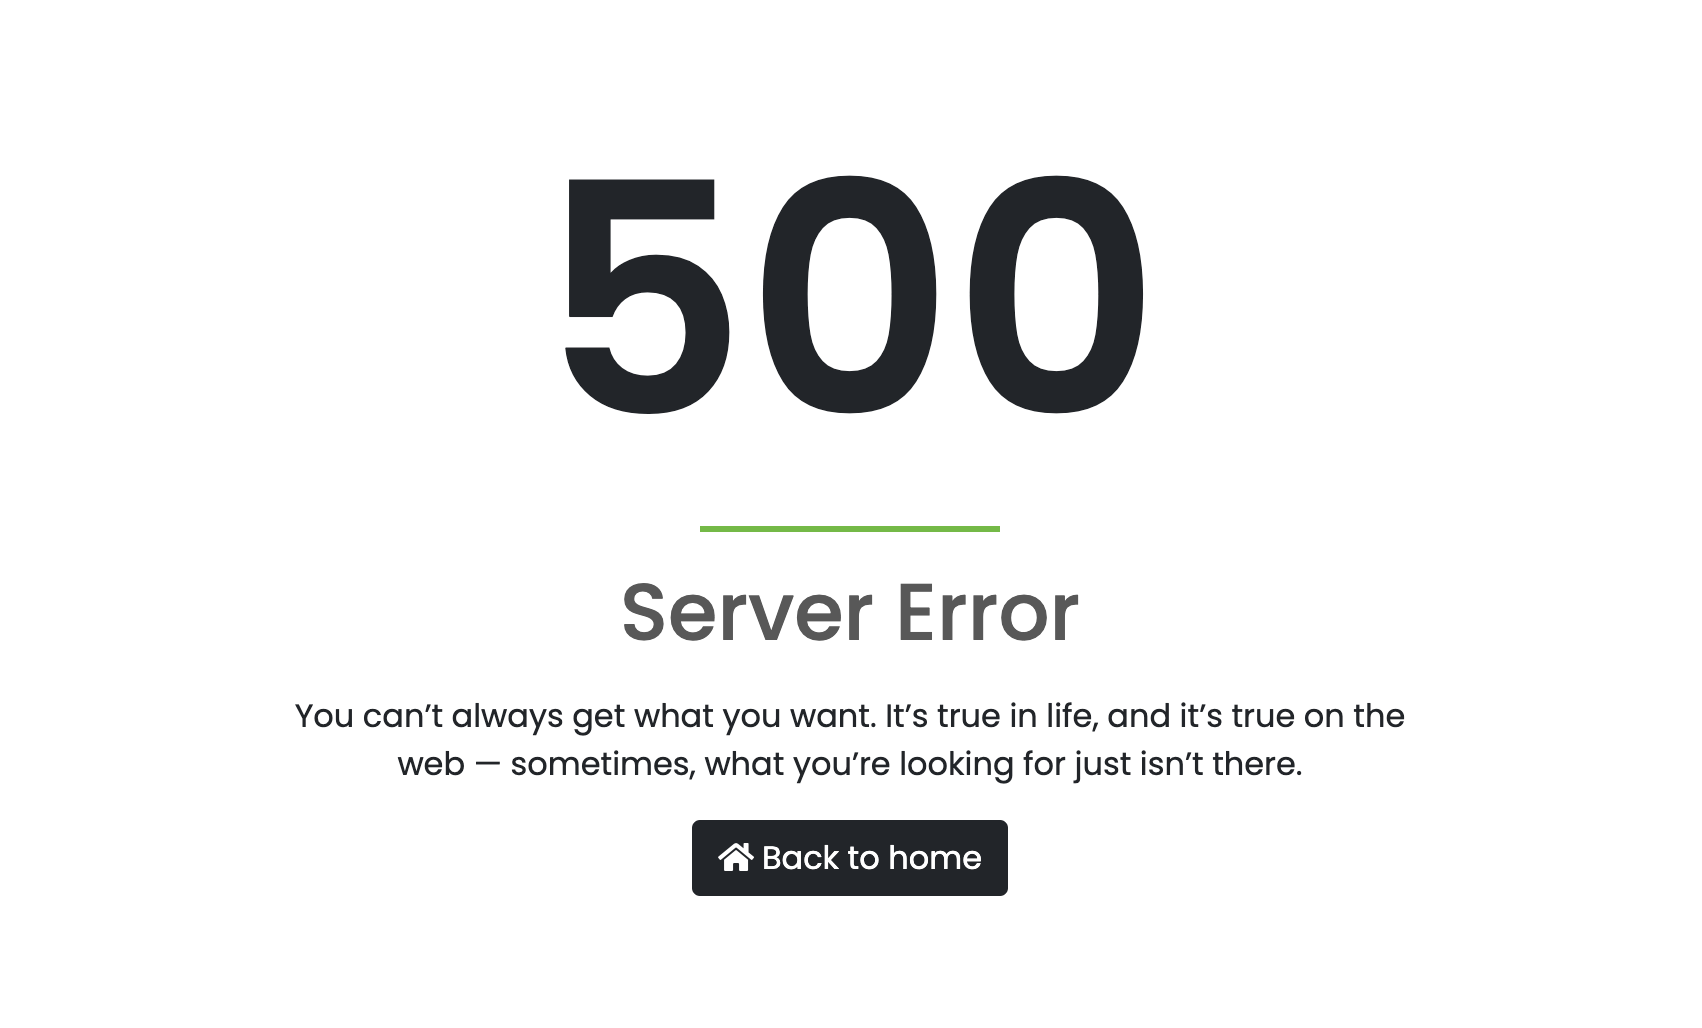 500
Server Error
You can’t always get what you want. It’s true in life, and it’s true on the
web — sometimes, what you’re looking for just isn’t there.
Back to home